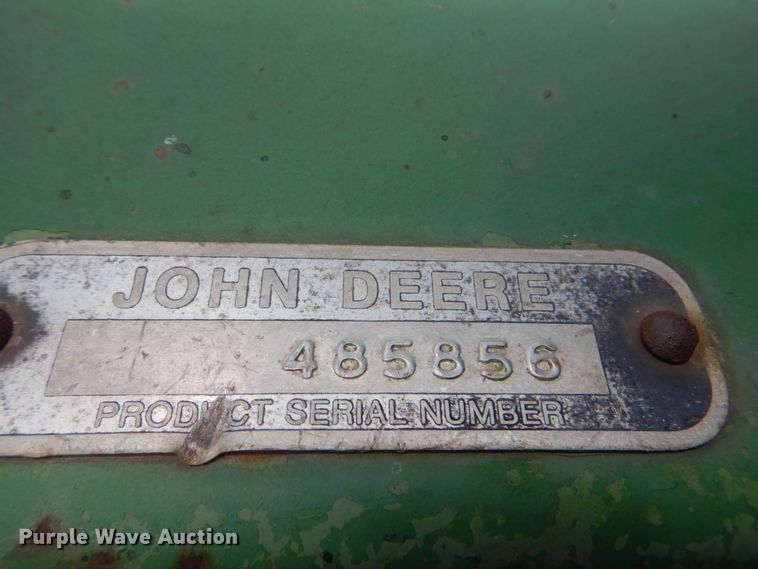 JOHN DEERE
485856
PRODUCT SERIAL NUMBER
Purple Wave Auction